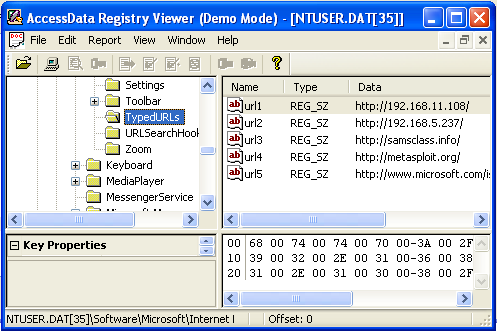 AccessData Registry Viewer (Demo Mode) - [NTUSER.DAT[35]]
File Edit Report View Window Help
Settings
Toolbar
TypedURLs
URLSearchHook
Zoom
Keyboard
MediaPlayer
MessengerService
Name Type Data
url1 REG_SZ http://192.168.11.108/
url2 REG_SZ http://192.168.5.237/
url3 REG_SZ http://samsclass.info/
url4 REG_SZ http://metasploit.org/
url5 REG_SZ http://www.microsoft.com/is
Key Properties
00 68 00 74 00 74 00 70 00-3A 00 2F
10 39 00 32 00 2E 00 31 00-36 00 38
20 31 00 2E 00 31 00 30 00-38 00 2F
NTUSER.DAT[35]\Software\Microsoft\Internet I
Offset: 0